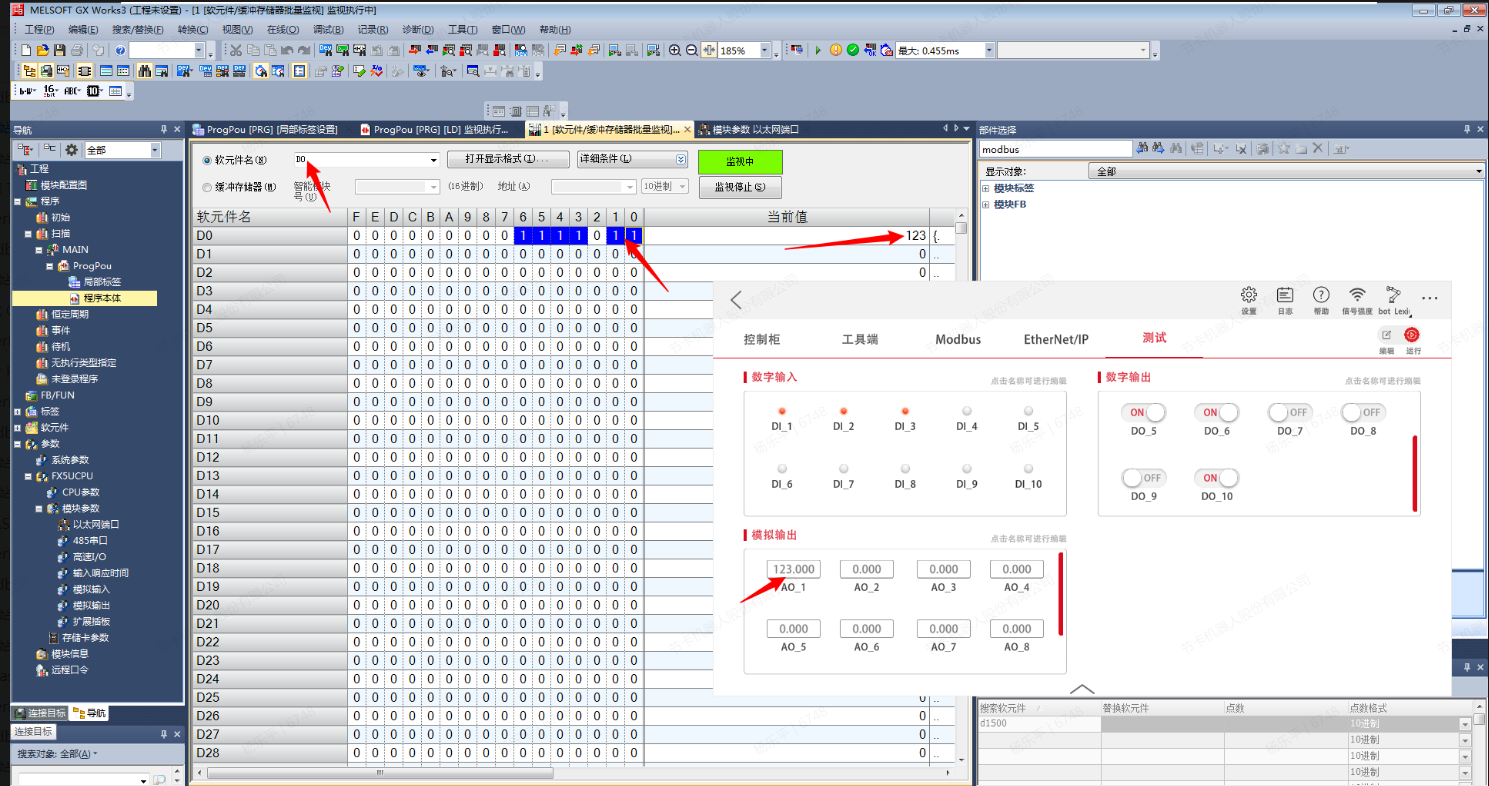 MELSOFT GX Works3 (工程未设置) - [1 [软元件/缓冲存储器批量监视] 监视执行中]
工程(P) 编辑(E) 搜索/替换(F) 转换(C) 视图(V) 在线(O) 调试(B) 记录(R) 诊断(D) 工具(T) 窗口(W) 帮助(H)
185% 最大: 0.455ms
导航
ProgPou [PRG] [局部标签设置] ProgPou [PRG] [LD] 监视执行... 1 [软元件/缓冲存储器批量监视]... 模块参数 以太网端口
部件选择
全部
软元件名(N) D0 打开显示格式(I)... 详细条件(L) 监视中
modbus
显示对象: 全部
缓冲存储器(M) 智能模块号(U) (16进制) 地址(A) 10进制 监视停止(S)
模块标签
模块FB
工程
模块配置图
程序
初始
扫描
MAIN
ProgPou
局部标签
程序本体
恒定周期
事件
待机
无执行类型指定
未登录程序
FB/FUN
标签
软元件
参数
系统参数
FX5UCPU
CPU参数
模块参数
以太网端口
485串口
高速I/O
输入响应时间
模拟输入
模拟输出
扩展插板
存储卡参数
模块信息
远程口令
连接目标 导航
连接目标
搜索对象: 全部(A)
软元件名 F E D C B A 9 8 7 6 5 4 3 2 1 0 当前值
D0 0 0 0 0 0 0 0 0 0 1 1 1 1 0 1 1 123 {.
D1 0 0 0 0 0 0 0 0 0 0 0 0 0 0 0 0 0 ..
D2 0 0 0 0 0 0 0 0 0 0 0 0 0 0 0 0 0 ..
D3 0 0 0 0 0 0 0 0 0 0 0 0 0 0 0 0
D4 0 0 0 0 0 0 0 0 0 0 0 0 0 0 0 0
D5 0 0 0 0 0 0 0 0 0 0 0 0 0 0 0 0
D6 0 0 0 0 0 0 0 0 0 0 0 0 0 0 0 0
D7 0 0 0 0 0 0 0 0 0 0 0 0 0 0 0 0
D8 0 0 0 0 0 0 0 0 0 0 0 0 0 0 0 0
D9 0 0 0 0 0 0 0 0 0 0 0 0 0 0 0 0
D10 0 0 0 0 0 0 0 0 0 0 0 0 0 0 0 0
D11 0 0 0 0 0 0 0 0 0 0 0 0 0 0 0 0
D12 0 0 0 0 0 0 0 0 0 0 0 0 0 0 0 0
D13 0 0 0 0 0 0 0 0 0 0 0 0 0 0 0 0
D14 0 0 0 0 0 0 0 0 0 0 0 0 0 0 0 0
D15 0 0 0 0 0 0 0 0 0 0 0 0 0 0 0 0
D16 0 0 0 0 0 0 0 0 0 0 0 0 0 0 0 0
D17 0 0 0 0 0 0 0 0 0 0 0 0 0 0 0 0
D18 0 0 0 0 0 0 0 0 0 0 0 0 0 0 0 0
D19 0 0 0 0 0 0 0 0 0 0 0 0 0 0 0 0
D20 0 0 0 0 0 0 0 0 0 0 0 0 0 0 0 0
D21 0 0 0 0 0 0 0 0 0 0 0 0 0 0 0 0
D22 0 0 0 0 0 0 0 0 0 0 0 0 0 0 0 0
D23 0 0 0 0 0 0 0 0 0 0 0 0 0 0 0 0
D24 0 0 0 0 0 0 0 0 0 0 0 0 0 0 0 0
D25 0 0 0 0 0 0 0 0 0 0 0 0 0 0 0 0 0 ..
D26 0 0 0 0 0 0 0 0 0 0 0 0 0 0 0 0 0 ..
D27 0 0 0 0 0 0 0 0 0 0 0 0 0 0 0 0 0 ..
D28 0 0 0 0 0 0 0 0 0 0 0 0 0 0 0 0 0 ..
设置 日志 帮助 信号强度 bot Lexi
控制柜 工具端 Modbus EtherNet/IP 测试
编辑 运行
数字输入 点击名称可进行编辑
DI_1 DI_2 DI_3 DI_4 DI_5
DI_6 DI_7 DI_8 DI_9 DI_10
数字输出 点击名称可进行编辑
ON ON OFF OFF
DO_5 DO_6 DO_7 DO_8
OFF ON
DO_9 DO_10
模拟输出 点击名称可进行编辑
123.000 0.000 0.000 0.000
AO_1 AO_2 AO_3 AO_4
0.000 0.000 0.000 0.000
AO_5 AO_6 AO_7 AO_8
搜索软元件 替换软元件 点数 点数格式
d1500 10进制
10进制
10进制
10进制